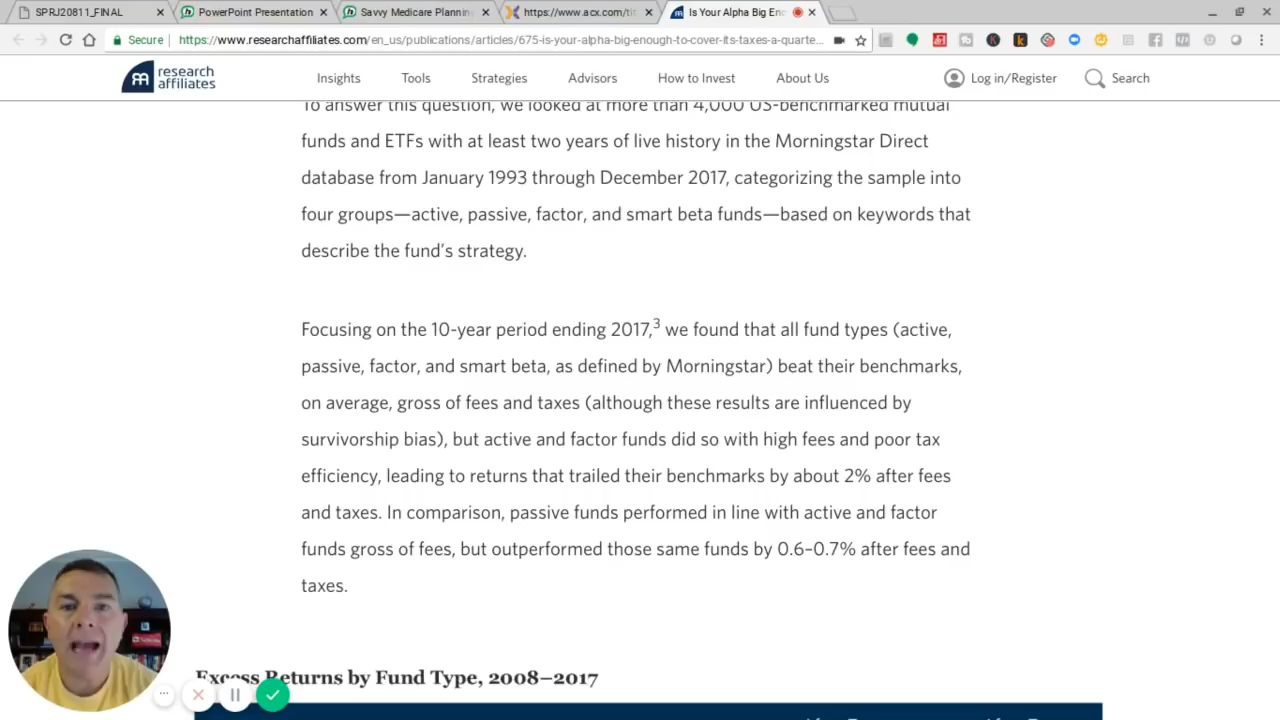 SPRJ20811_FINAL
PowerPoint Presentation
Savvy Medicare Plannin
https://www.acx.com/tit
Is Your Alpha Big En
Secure
https://www.researchaffiliates.com/en_us/publications/articles/675-is-your-alpha-big-enough-to-cover-its-taxes-a-quarte...
research
affiliates
Insights
Tools
Strategies
Advisors
How to Invest
About Us
Log in/Register
Search
To answer this question, we looked at more than 4,000 US-benchmarked mutual
funds and ETFs with at least two years of live history in the Morningstar Direct
database from January 1993 through December 2017, categorizing the sample into
four groups—active, passive, factor, and smart beta funds—based on keywords that
describe the fund's strategy.
Focusing on the 10-year period ending 2017,³ we found that all fund types (active,
passive, factor, and smart beta, as defined by Morningstar) beat their benchmarks,
on average, gross of fees and taxes (although these results are influenced by
survivorship bias), but active and factor funds did so with high fees and poor tax
efficiency, leading to returns that trailed their benchmarks by about 2% after fees
and taxes. In comparison, passive funds performed in line with active and factor
funds gross of fees, but outperformed those same funds by 0.6–0.7% after fees and
taxes.
Excess Returns by Fund Type, 2008–2017